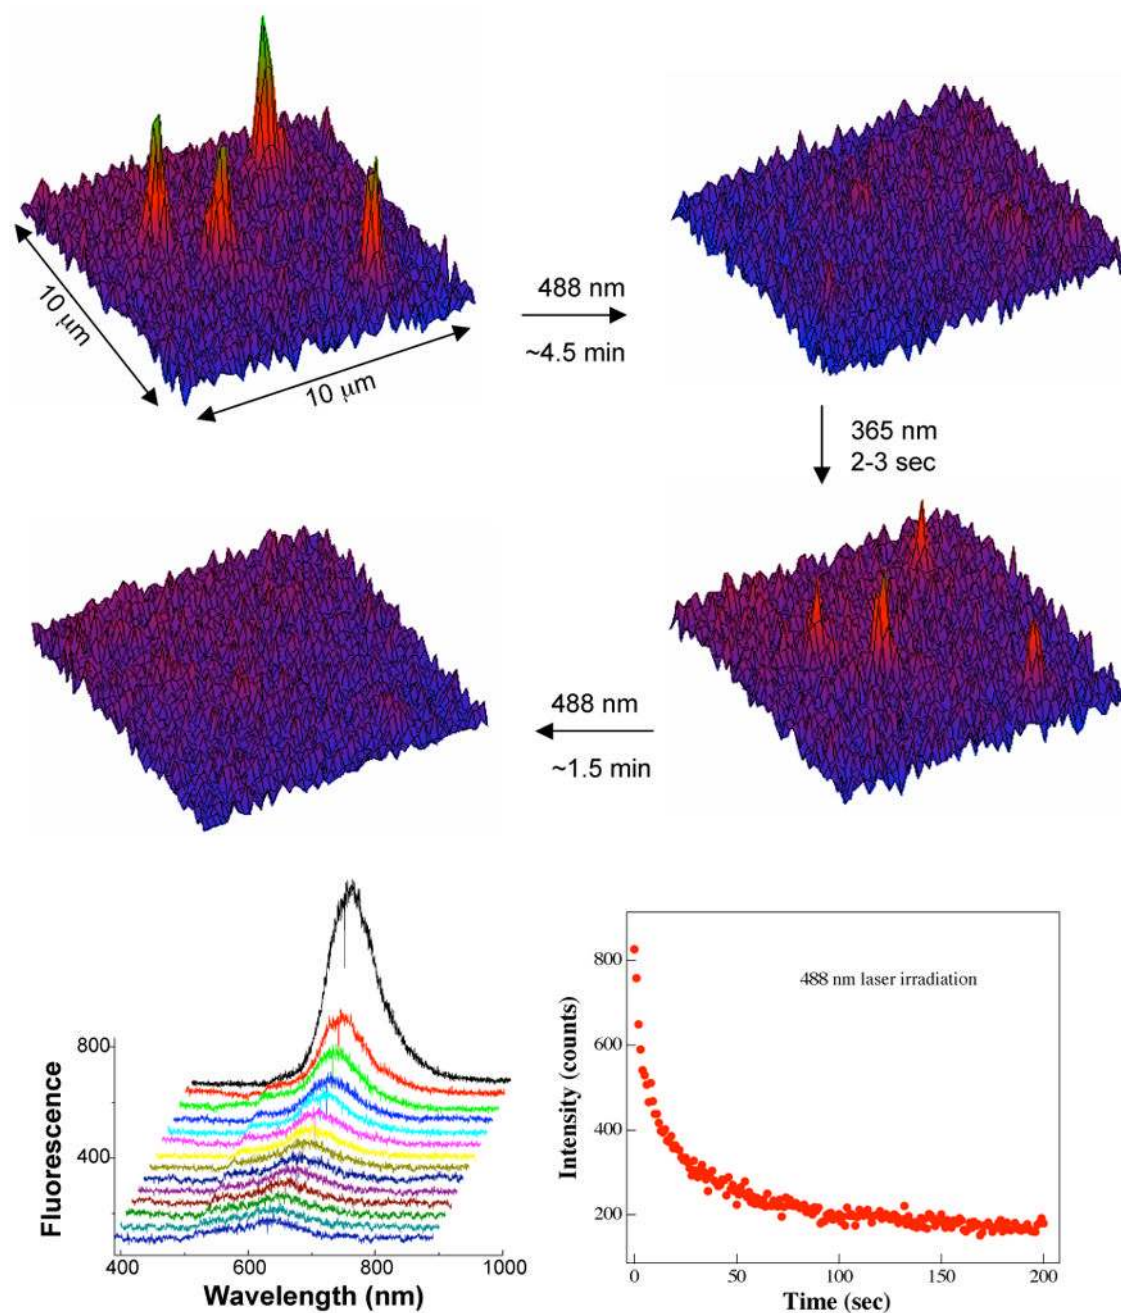 10 μm
10 μm
488 nm
~4.5 min
365 nm
2-3 sec
488 nm
~1.5 min
Fluorescence
800
400
400
600
800
1000
Wavelength (nm)
Intensity (counts)
800
600
400
200
488 nm laser irradiation
0
50
100
150
200
Time (sec)